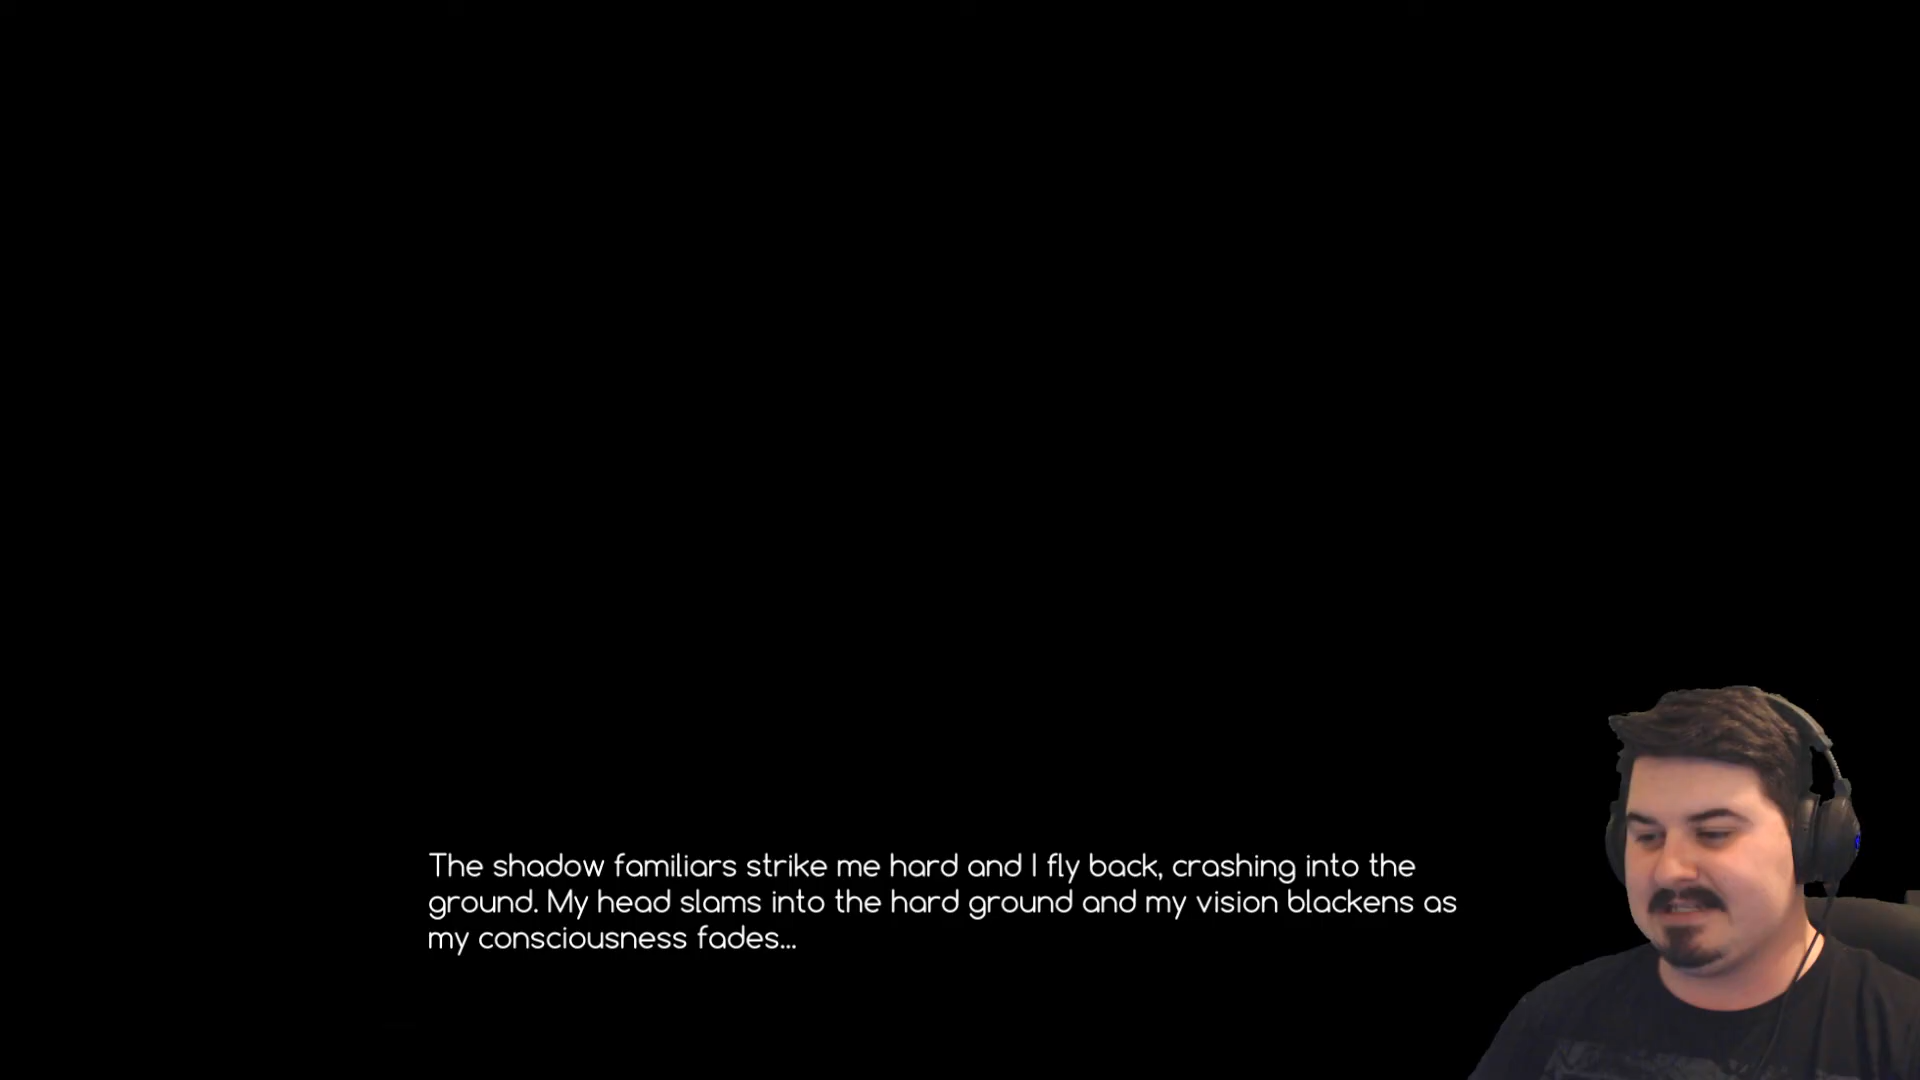 The shadow familiars strike me hard and I fly back, crashing into the
ground. My head slams into the hard ground and my vision blackens as
my consciousness fades...